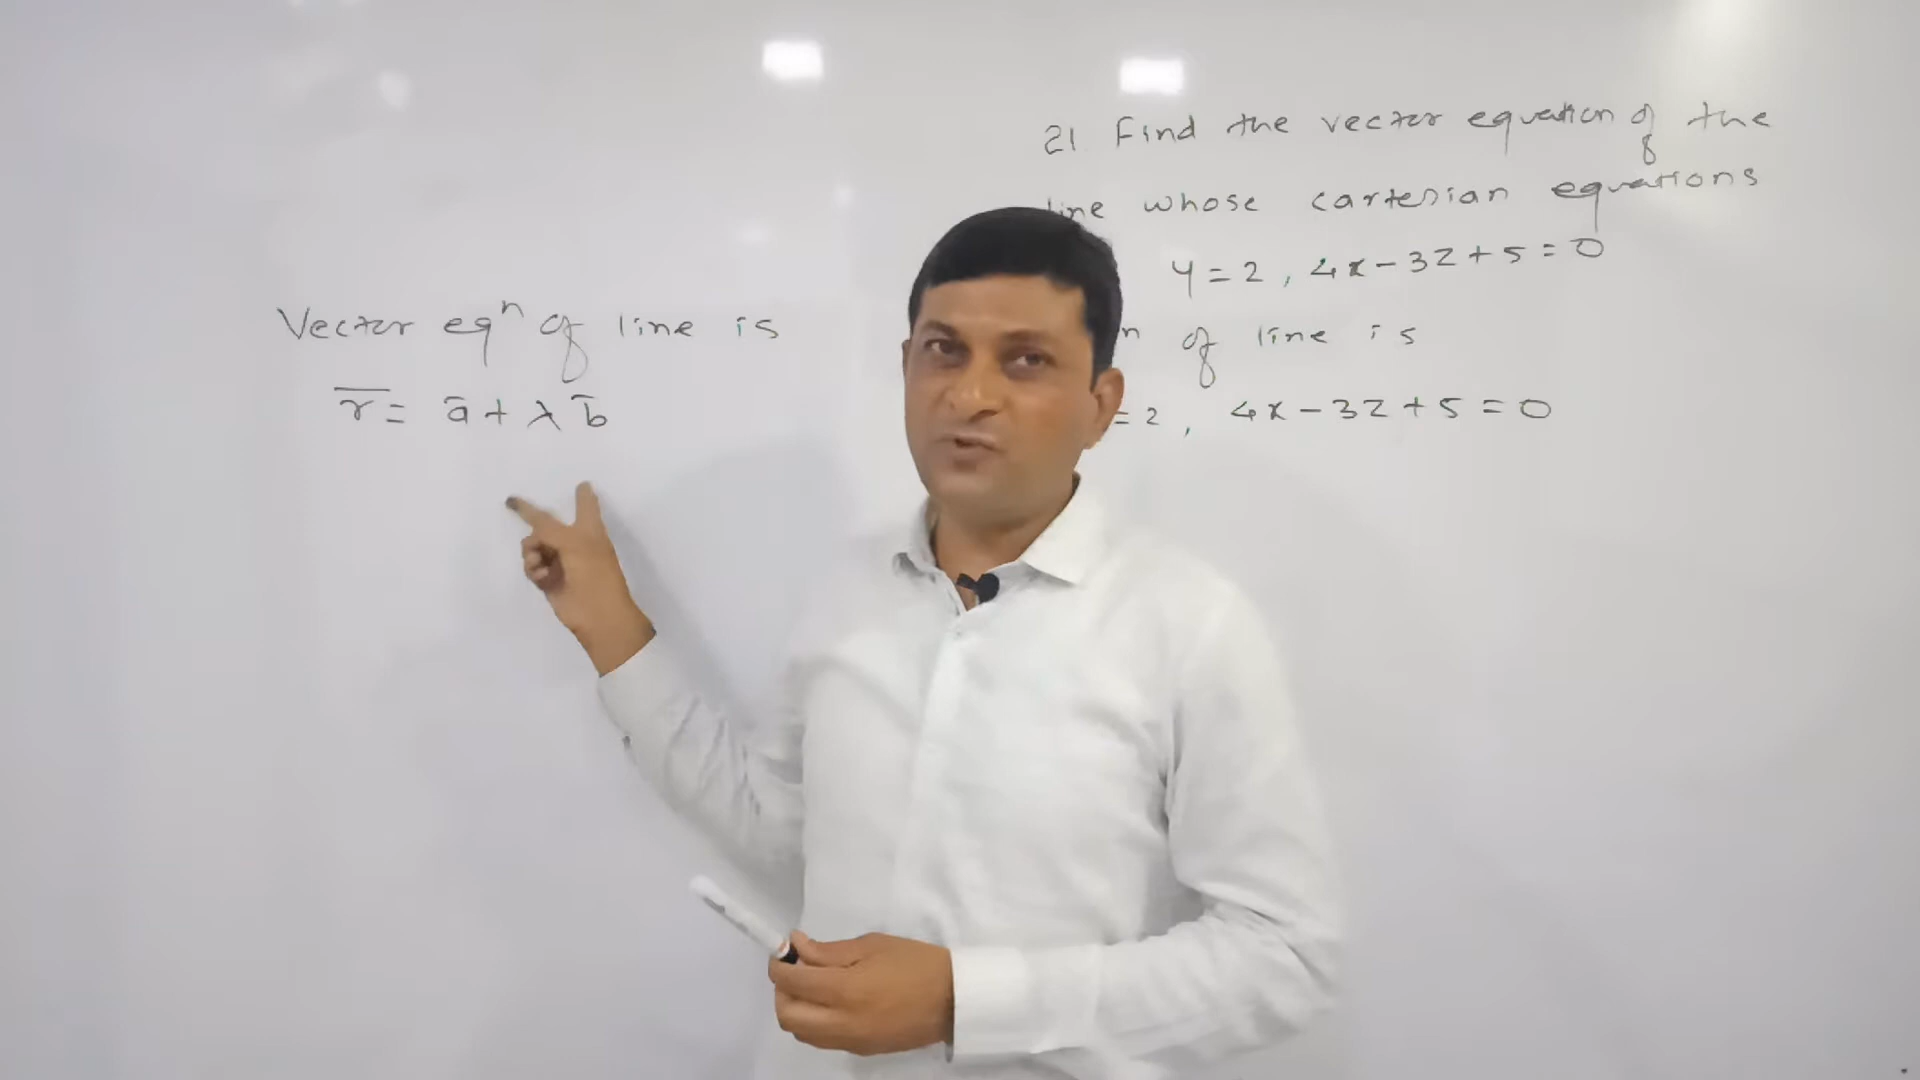 21 Find the vector equation of the
line whose cartesian equations
y = 2 , 4x - 3z + 5 = 0
of line is
= 2 , 4x - 3z + 5 = 0
Vector eqⁿ of line is
r̅ = a̅ + λ b̅